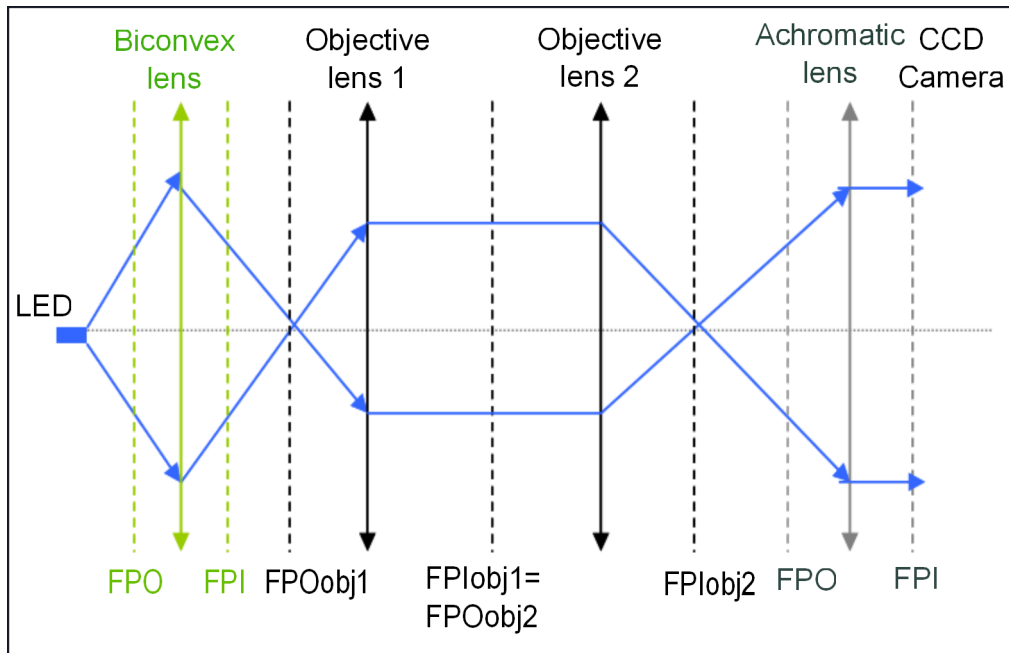 Biconvex
lens
Objective
lens 1
Objective
lens 2
Achromatic
lens
CCD
Camera
LED
FPO
FPI
FPOobj1
FPIobj1=
FPOobj2
FPIobj2
FPO
FPI